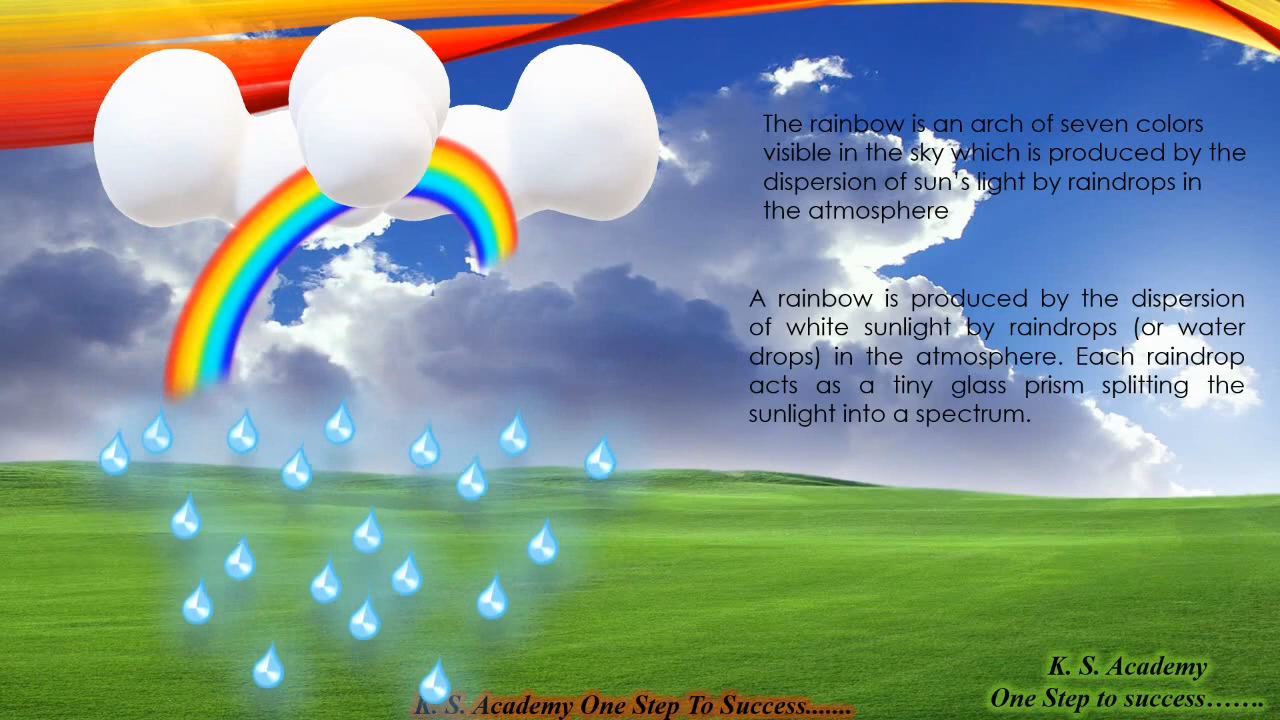 The rainbow is an arch of seven colors
visible in the sky which is produced by the
dispersion of sun's light by raindrops in
the atmosphere
A rainbow is produced by the dispersion
of white sunlight by raindrops (or water
drops) in the atmosphere. Each raindrop
acts as a tiny glass prism splitting the
sunlight into a spectrum.
K. S. Academy
One Step to success…….
K. S. Academy One Step To Success.......